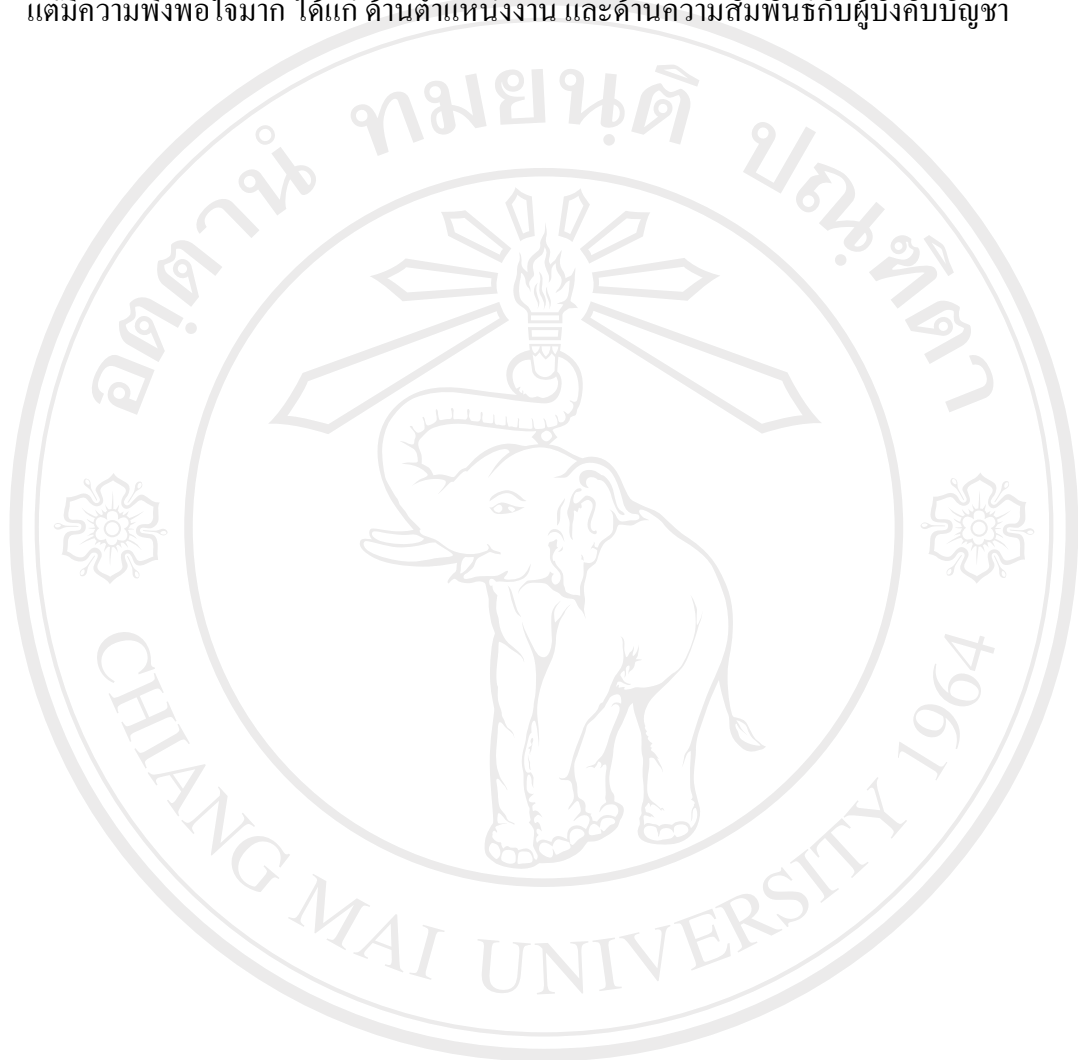 แต่มีความพึงพอใจมาก ได้แก่ ด้านตำแหน่งงาน และด้านความสัมพันธ์กับผู้บังคับบัญชา
อตฺตานํ ทมยนฺติ ปณฺฑิตา
CHIANG MAI UNIVERSITY 1964